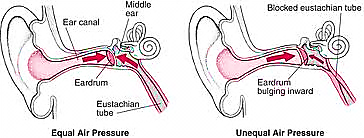 Ear canal
Middle
ear
Eardrum
Eustachian
tube
Equal Air Pressure
Blocked eustachian tube
Eardrum
bulging inward
Unequal Air Pressure